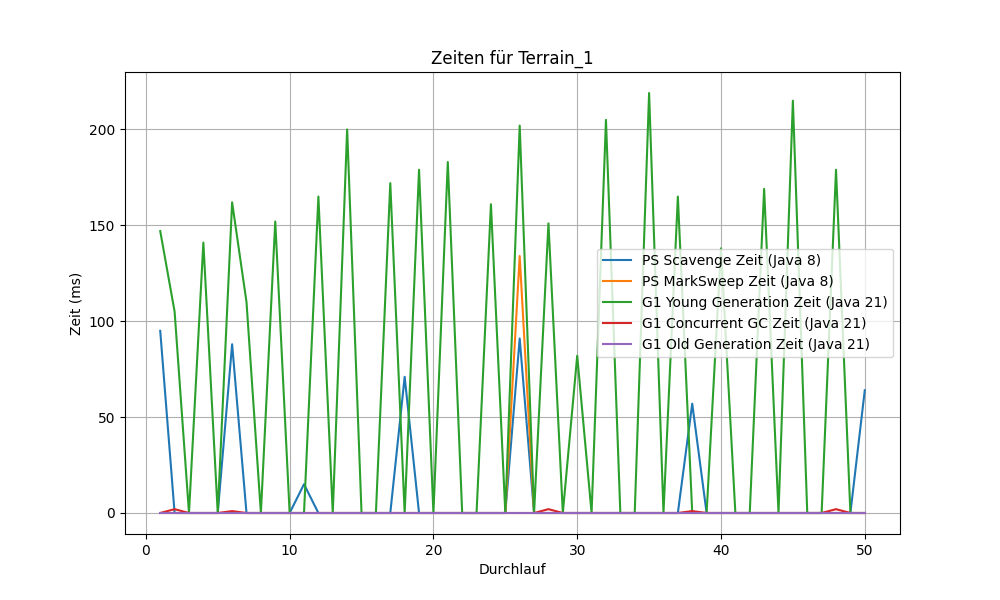 Zeiten für Terrain_1
Zeit (ms)
200
150
100
50
0
PS Scavenge Zeit (Java 8)
PS MarkSweep Zeit (Java 8)
G1 Young Generation Zeit (Java 21)
G1 Concurrent GC Zeit (Java 21)
G1 Old Generation Zeit (Java 21)
0 10 20 30 40 50
Durchlauf